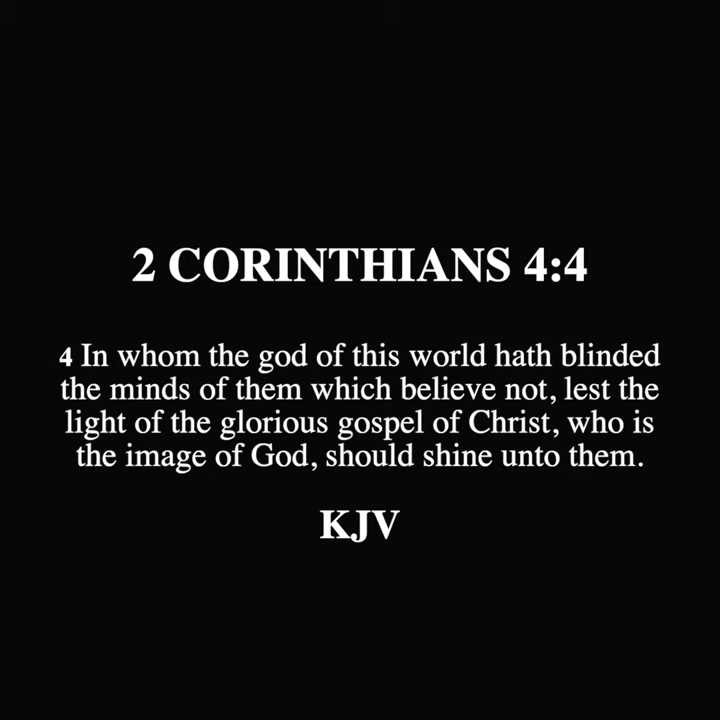 2 CORINTHIANS 4:4
4 In whom the god of this world hath blinded
the minds of them which believe not, lest the
light of the glorious gospel of Christ, who is
the image of God, should shine unto them.
KJV